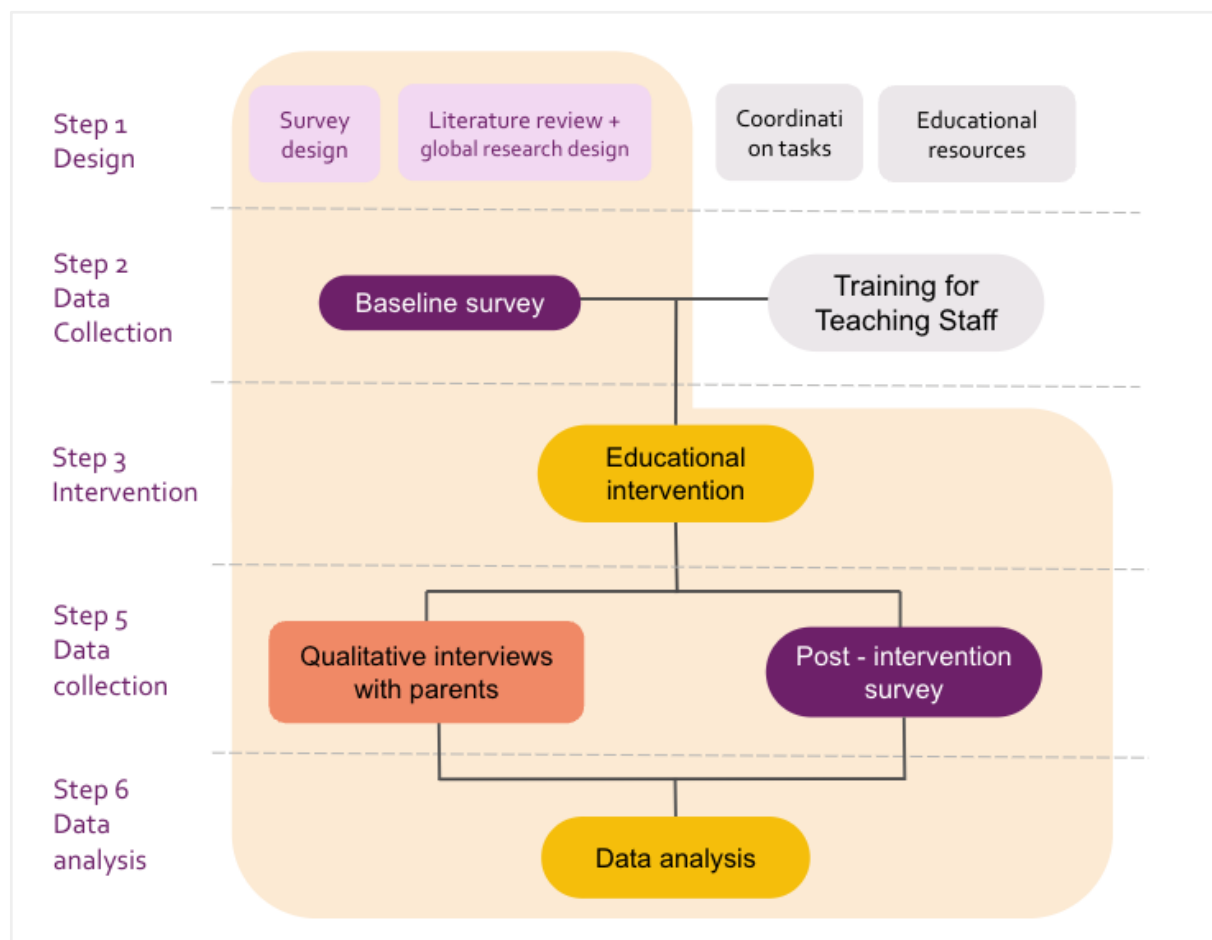 Step 1
Design
Survey
design
Literature review +
global research design
Coordinati
on tasks
Educational
resources
Step 2
Data
Collection
Baseline survey
Training for
Teaching Staff
Step 3
Intervention
Educational
intervention
Step 5
Data
collection
Qualitative interviews
with parents
Post - intervention
survey
Step 6
Data
analysis
Data analysis